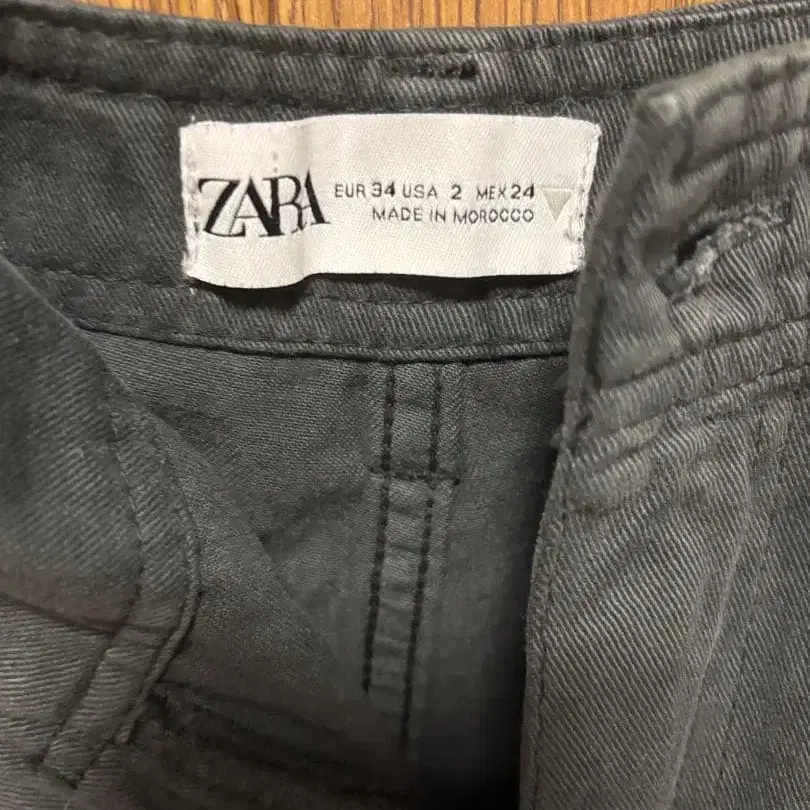 ZARA
EUR 34 USA 2 MEX 24
MADE IN MOROCCO